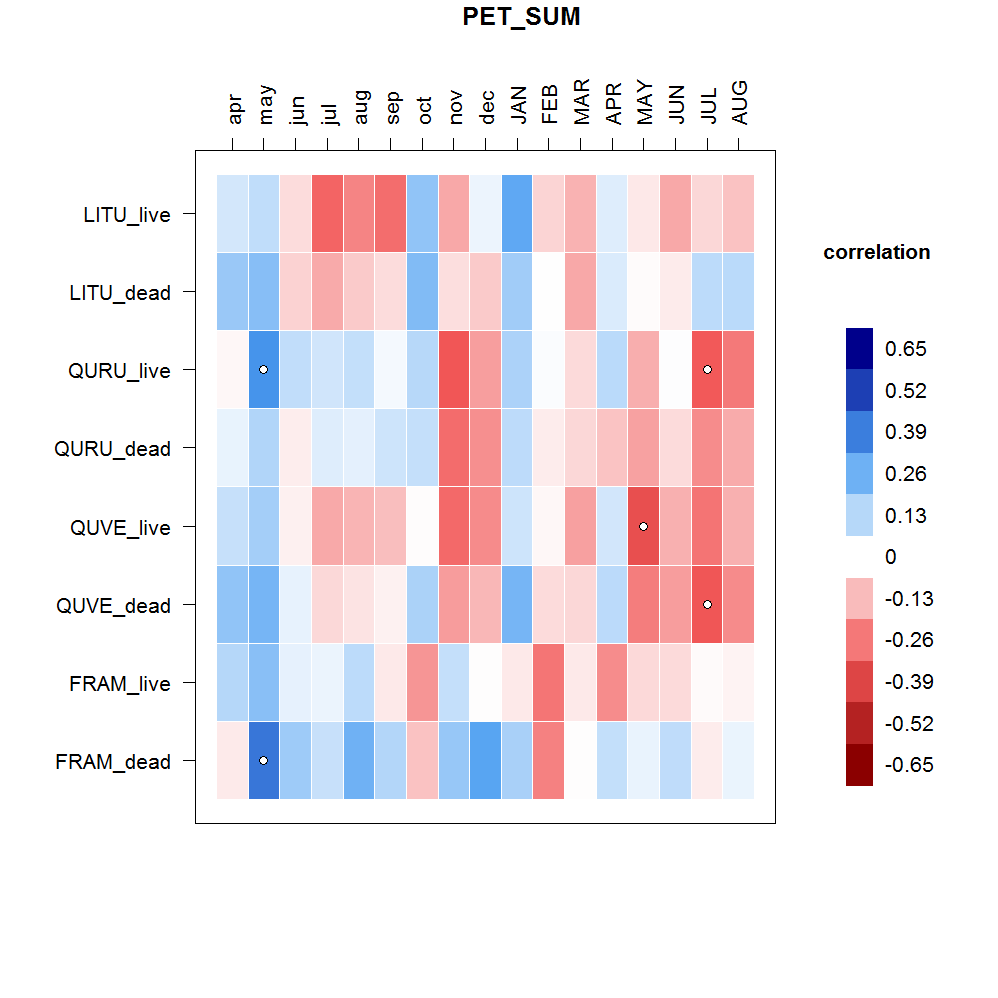 PET_SUM
apr may jun jul aug sep oct nov dec JAN FEB MAR APR MAY JUN JUL AUG
LITU_live
LITU_dead
QURU_live
QURU_dead
QUVE_live
QUVE_dead
FRAM_live
FRAM_dead
correlation
0.65
0.52
0.39
0.26
0.13
0
-0.13
-0.26
-0.39
-0.52
-0.65